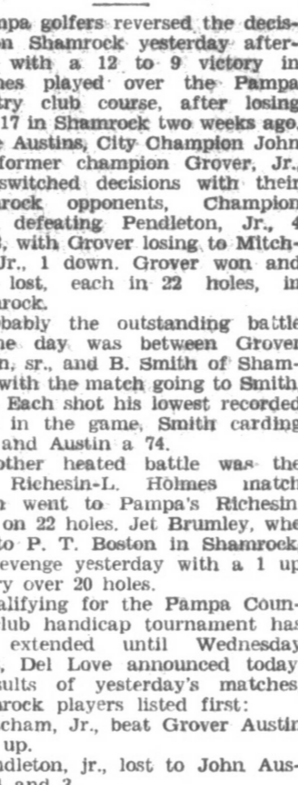 npa golfers reversed the decis-
on Shamrock yesterday after-
with a 12 to 9 victory in
nes played over the Pampa
try club course, after losing
17 in Shamrock two weeks ago.
e Austins, City Champion John
former champion Grover, Jr.,
switched decisions with their
rock opponents, Champion
defeating Pendleton, Jr., 4
, with Grover losing to Mitch-
Jr., 1 down. Grover won and
lost, each in 22 holes, in
rock.
bably the outstanding battle
he day was between Grover
n, sr., and B. Smith of Sham-
with the match going to Smith
Each shot his lowest recorded
in the game, Smith carding
and Austin a 74.
other heated battle was the
Richesin-L. Holmes match
n went to Pampa's Richesin
on 22 holes. Jet Brumley, who
to P. T. Boston in Shamrock
evenge yesterday with a 1 up
ry over 20 holes.
alifying for the Pampa Coun-
lub handicap tournament has
extended until Wednesday
, Del Love announced today
sults of yesterday's matches
rock players listed first:
cham, Jr., beat Grover Austin
up.
ndleton, jr., lost to John Aus-
and